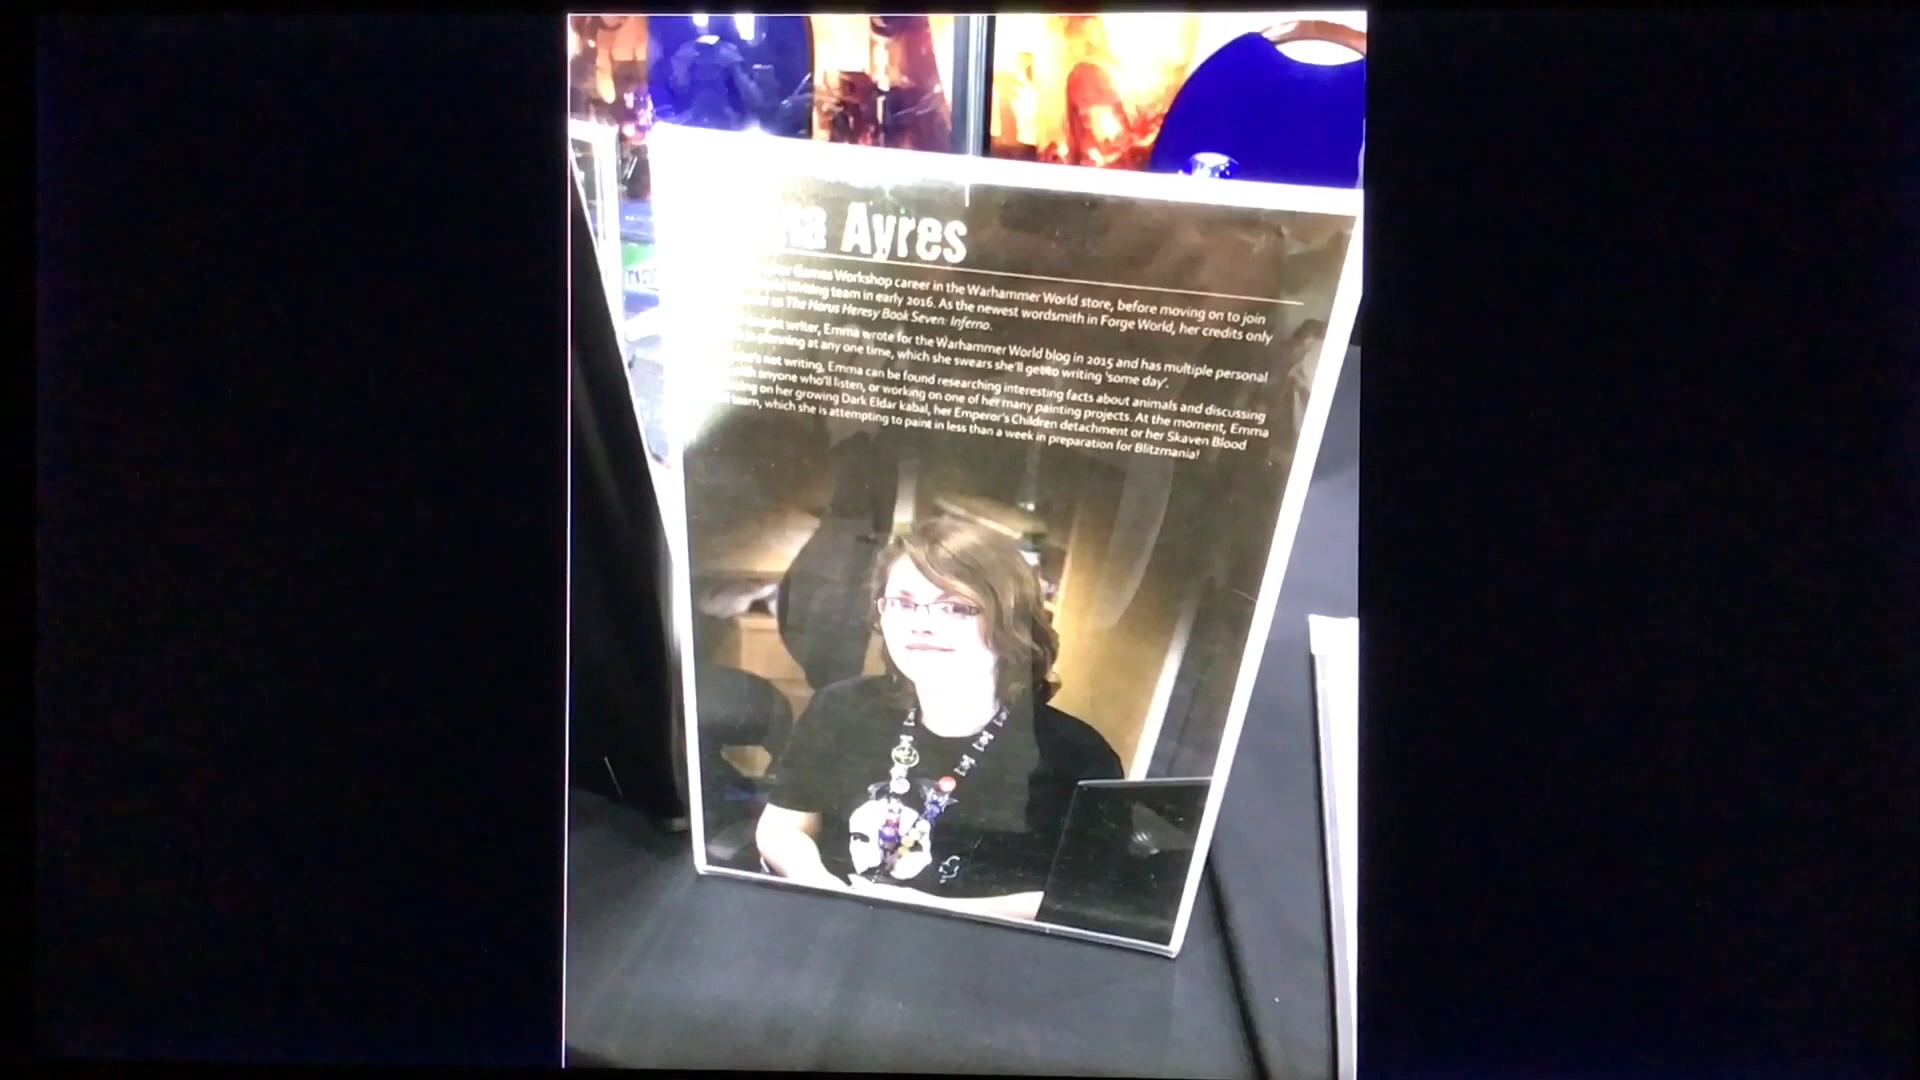 Ayres
Games Workshop career in the Warhammer World store, before moving on to join
Writing team in early 2016. As the newest wordsmith in Forge World, her credits only
as The Horus Heresy Book Seven: Inferno.
writer, Emma wrote for the Warhammer World blog in 2015 and has multiple personal
planning at any one time, which she swears she'll get to writing 'some day'.
not writing, Emma can be found researching interesting facts about animals and discussing
anyone who'll listen, or working on one of her many painting projects. At the moment, Emma
on her growing Dark Eldar kabal, her Emperor's Children detachment or her Skaven Blood
team, which she is attempting to paint in less than a week in preparation for Blitzmania!